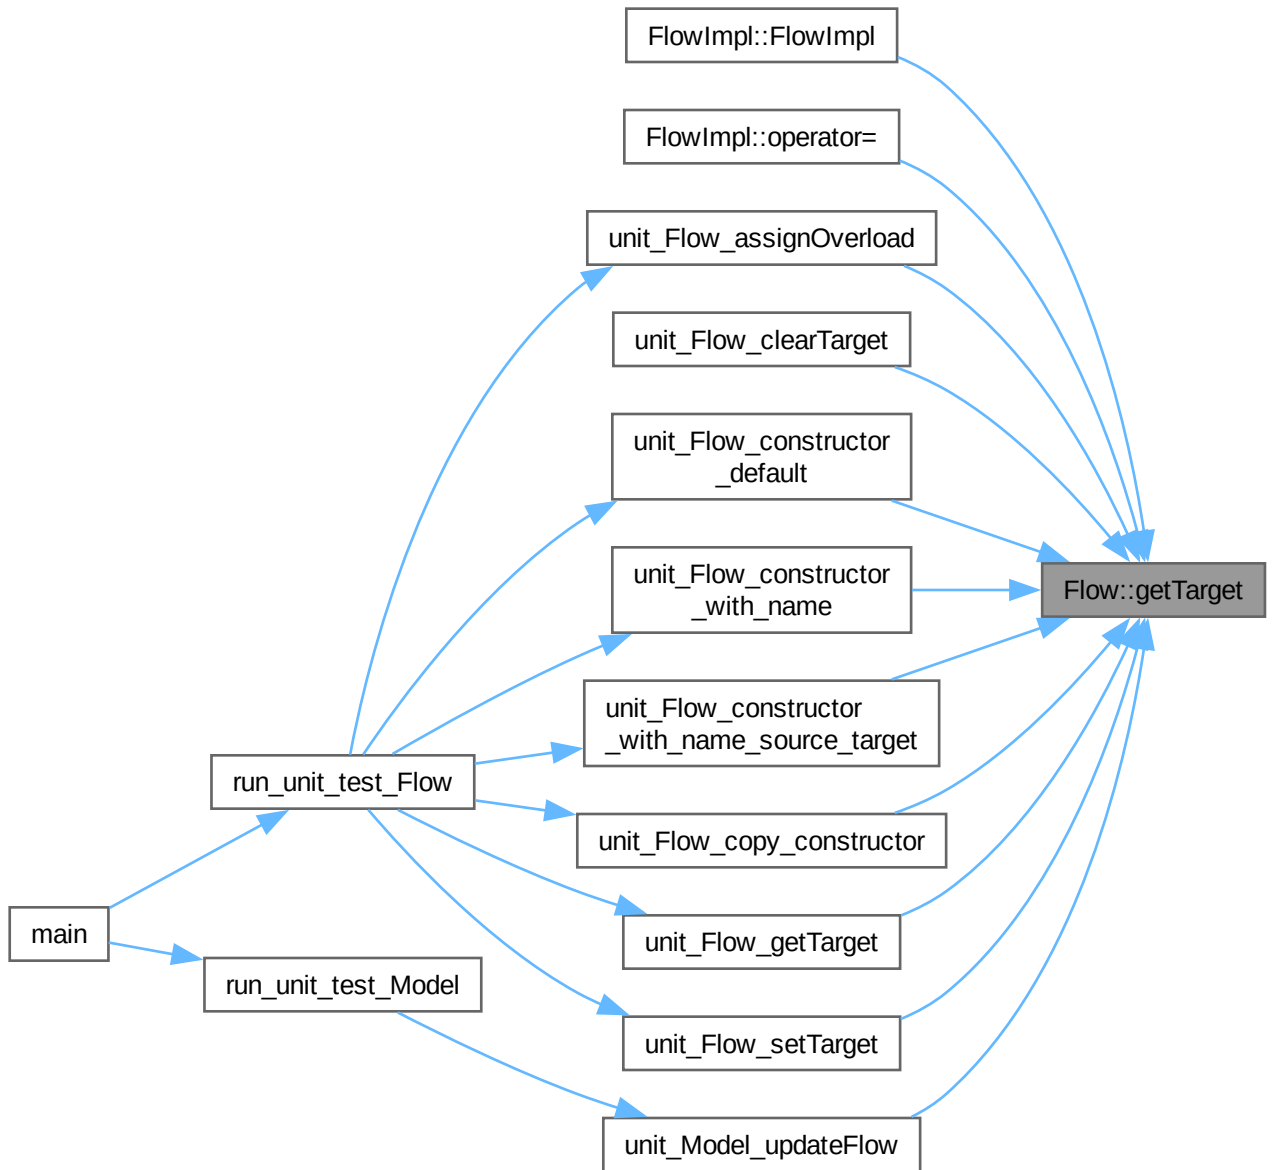 FlowImpl::FlowImpl
FlowImpl::operator=
unit_Flow_assignOverload
unit_Flow_clearTarget
unit_Flow_constructor
_default
unit_Flow_constructor
_with_name
Flow::getTarget
unit_Flow_constructor
_with_name_source_target
run_unit_test_Flow
unit_Flow_copy_constructor
main
unit_Flow_getTarget
run_unit_test_Model
unit_Flow_setTarget
unit_Model_updateFlow